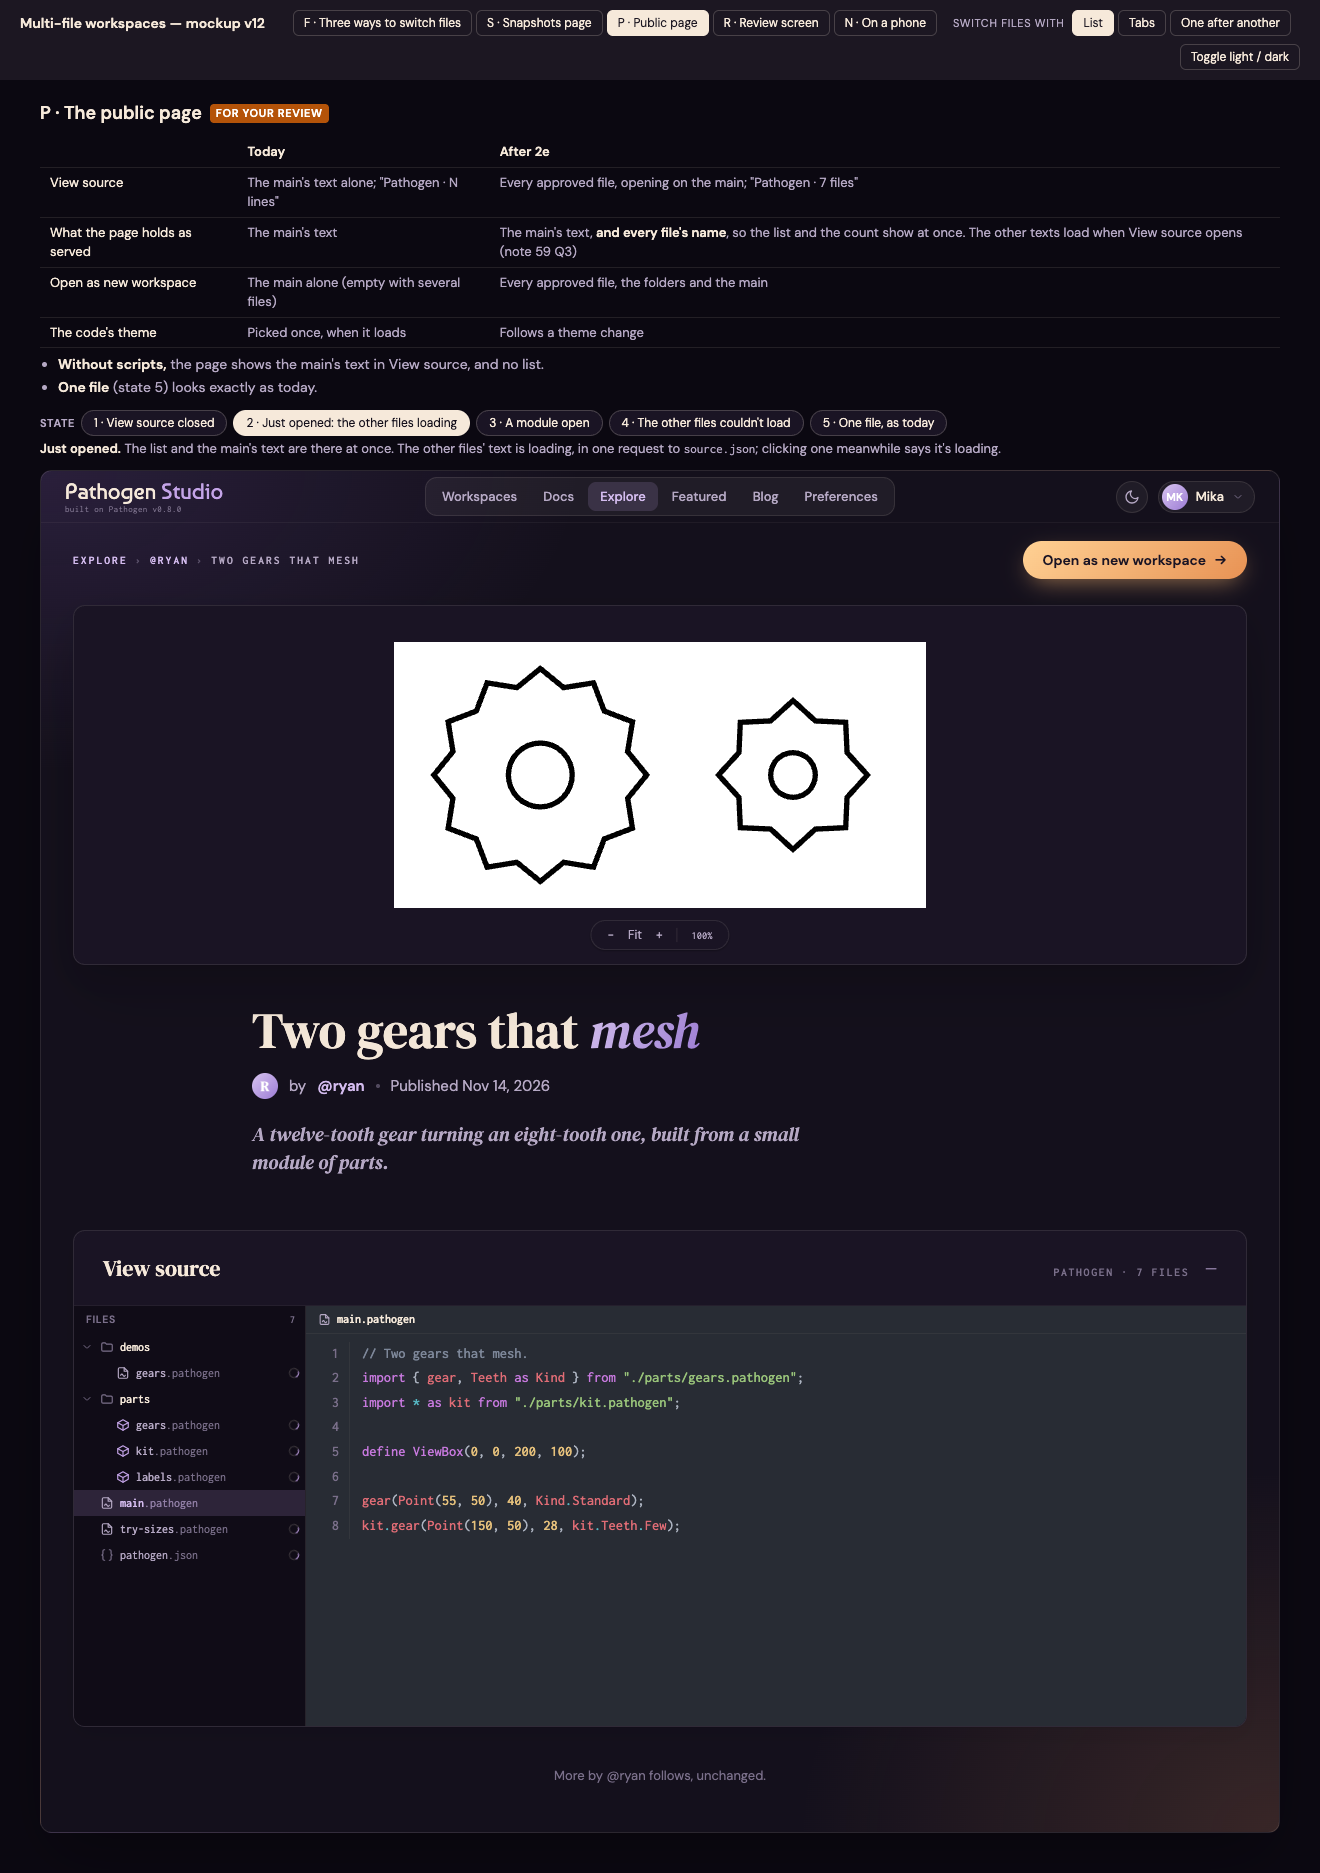 Multi-file workspaces — mockup v12
F · Three ways to switch files
S · Snapshots page
P · Public page
R · Review screen
N · On a phone
SWITCH FILES WITH
List
Tabs
One after another
Toggle light / dark
P · The public page
FOR YOUR REVIEW
Today
After 2e
View source
The main's text alone; "Pathogen · N
lines"
Every approved file, opening on the main; "Pathogen · 7 files"
What the page holds as
served
The main's text
The main's text, and every file's name, so the list and the count show at once. The other texts load when View source opens
(note 59 Q3)
Open as new workspace
The main alone (empty with several
files)
Every approved file, the folders and the main
The code's theme
Picked once, when it loads
Follows a theme change
• Without scripts, the page shows the main's text in View source, and no list.
• One file (state 5) looks exactly as today.
STATE
1 · View source closed
2 · Just opened: the other files loading
3 · A module open
4 · The other files couldn't load
5 · One file, as today
Just opened. The list and the main's text are there at once. The other files' text is loading, in one request to source.json; clicking one meanwhile says it's loading.
Pathogen Studio
built on Pathogen v0.8.0
Workspaces
Docs
Explore
Featured
Blog
Preferences
MK
Mika
EXPLORE › @RYAN › TWO GEARS THAT MESH
Open as new workspace →
− Fit + 100%
Two gears that mesh
R by @ryan • Published Nov 14, 2026
A twelve-tooth gear turning an eight-tooth one, built from a small
module of parts.
View source
PATHOGEN · 7 FILES —
FILES 7
demos
gears.pathogen
parts
gears.pathogen
kit.pathogen
labels.pathogen
main.pathogen
try-sizes.pathogen
{} pathogen.json
main.pathogen
1 // Two gears that mesh.
2 import { gear, Teeth as Kind } from "./parts/gears.pathogen";
3 import * as kit from "./parts/kit.pathogen";
4
5 define ViewBox(0, 0, 200, 100);
6
7 gear(Point(55, 50), 40, Kind.Standard);
8 kit.gear(Point(150, 50), 28, kit.Teeth.Few);
More by @ryan follows, unchanged.